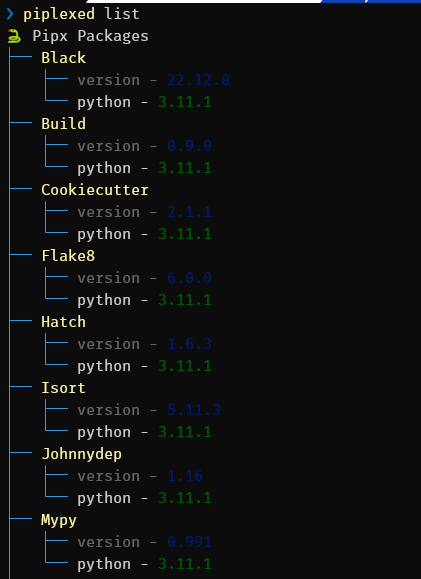 ❯ piplexed list
🐍 Pipx Packages
├── Black
│   ├── version - 22.12.0
│   └── python - 3.11.1
├── Build
│   ├── version - 0.9.0
│   └── python - 3.11.1
├── Cookiecutter
│   ├── version - 2.1.1
│   └── python - 3.11.1
├── Flake8
│   ├── version - 6.0.0
│   └── python - 3.11.1
├── Hatch
│   ├── version - 1.6.3
│   └── python - 3.11.1
├── Isort
│   ├── version - 5.11.3
│   └── python - 3.11.1
├── Johnnydep
│   ├── version - 1.16
│   └── python - 3.11.1
├── Mypy
│   ├── version - 0.991
│   └── python - 3.11.1